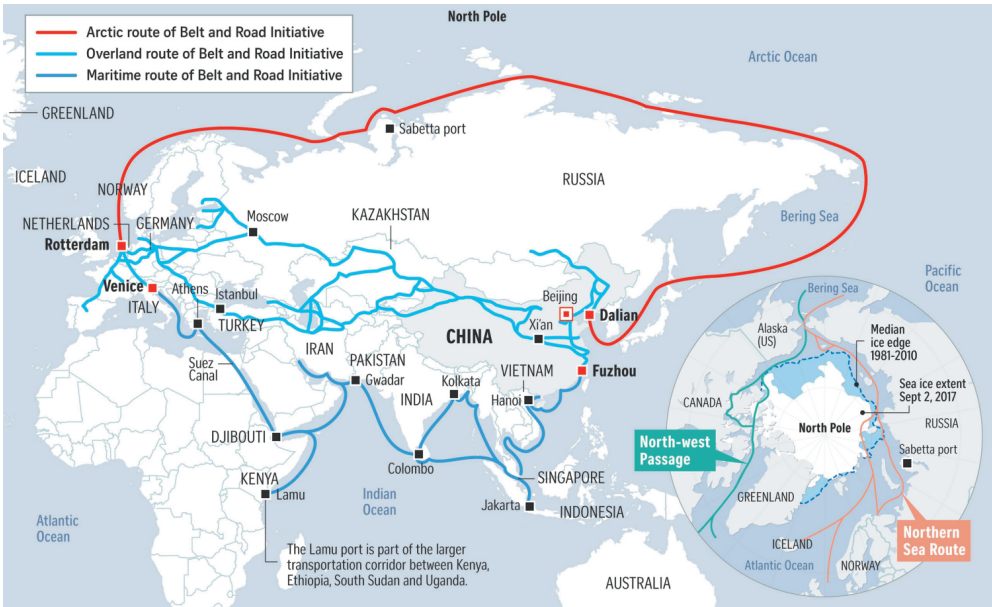 North Pole
Arctic route of Belt and Road Initiative
Overland route of Belt and Road Initiative
Maritime route of Belt and Road Initiative
Arctic Ocean
GREENLAND
Sabetta port
ICELAND
NORWAY
RUSSIA
NETHERLANDS
GERMANY
Moscow
KAZAKHSTAN
Bering Sea
Rotterdam
Pacific
Ocean
Venice
Athens
Istanbul
ITALY
TURKEY
Beijing
Dalian
Xi'an
CHINA
IRAN
Suez
Canal
PAKISTAN
Gwadar
Kolkata
VIETNAM
Fuzhou
INDIA
Hanoi
DJIBOUTI
Colombo
KENYA
Lamu
SINGAPORE
Indian
Ocean
Jakarta
INDONESIA
Atlantic
Ocean
The Lamu port is part of the larger
transportation corridor between Kenya,
Ethiopia, South Sudan and Uganda.
AUSTRALIA
Bering Sea
Alaska
(US)
Median
ice edge
1981-2010
Sea ice extent
Sept 2, 2017
CANADA
RUSSIA
North Pole
North-west
Passage
Sabetta port
GREENLAND
Northern
Sea Route
ICELAND
Atlantic Ocean
NORWAY